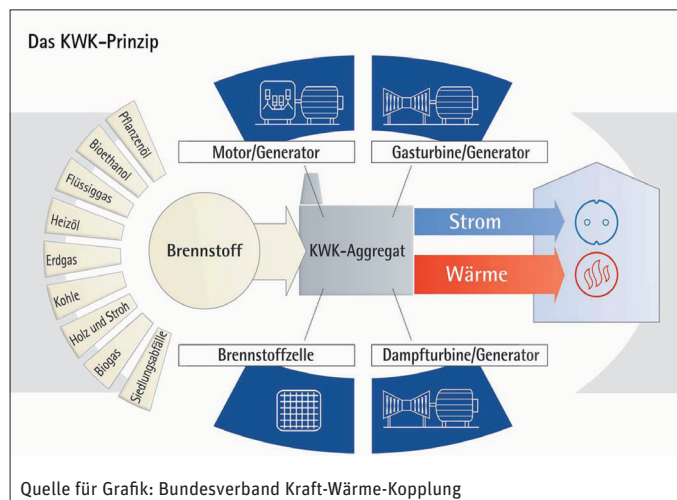 Das KWK-Prinzip
Motor/Generator
Gasturbine/Generator
Pflanzenöl
Bioethanol
Flüssiggas
Heizöl
Erdgas
Kohle
Holz und Stroh
Biogas
Siedlungsabfälle
Brennstoff
KWK-Aggregat
Strom
Wärme
Brennstoffzelle
Dampfturbine/Generator
Quelle für Grafik: Bundesverband Kraft-Wärme-Kopplung